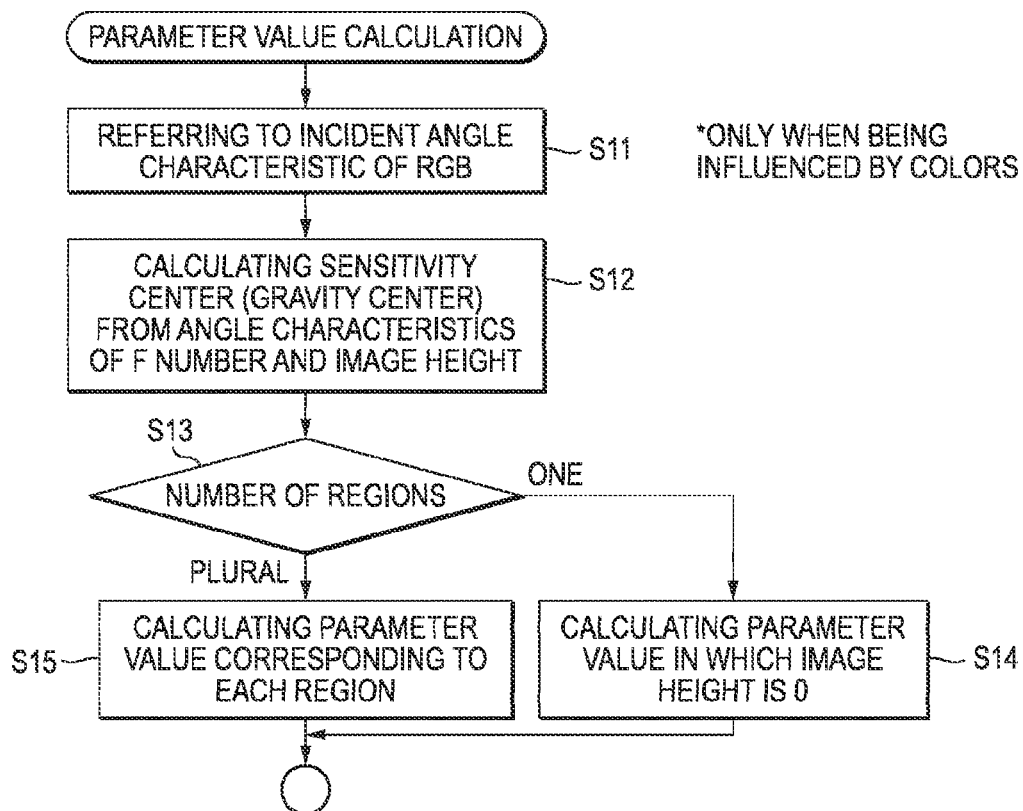 PARAMETER VALUE CALCULATION
REFERRING TO INCIDENT ANGLE
CHARACTERISTIC OF RGB
S11
*ONLY WHEN BEING
INFLUENCED BY COLORS
CALCULATING SENSITIVITY
CENTER (GRAVITY CENTER)
FROM ANGLE CHARACTERISTICS
OF F NUMBER AND IMAGE HEIGHT
S12
S13
NUMBER OF REGIONS
ONE
PLURAL
S15
CALCULATING PARAMETER
VALUE CORRESPONDING TO
EACH REGION
CALCULATING PARAMETER
VALUE IN WHICH IMAGE
HEIGHT IS 0
S14